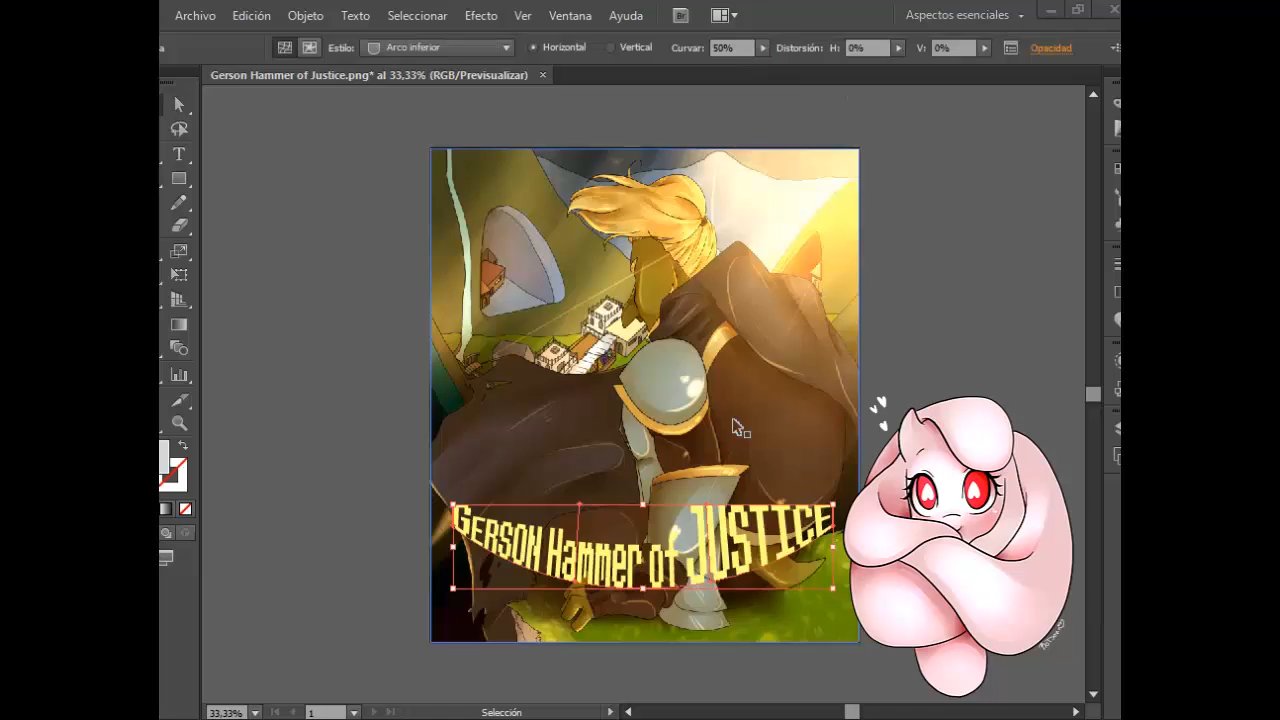 Archivo Edición Objeto Texto Seleccionar Efecto Ver Ventana Ayuda Br Aspectos esenciales
Estilo: Arco inferior Horizontal Vertical Curvar: 50% Distorsión: H: 0% V: 0% Opacidad
Gerson Hammer of Justice.png* al 33,33% (RGB/Previsualizar)
GERSON Hammer of JUSTICE
33,33% 1 Selección